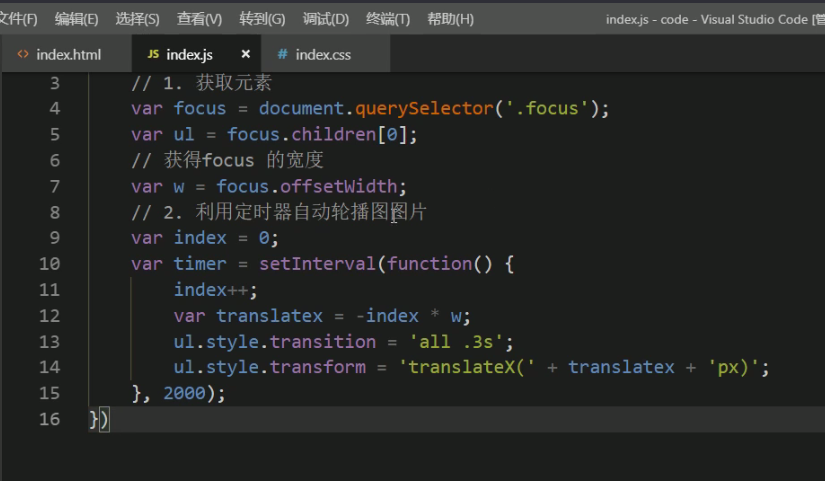 文件(F) 编辑(E) 选择(S) 查看(V) 转到(G) 调试(D) 终端(T) 帮助(H) index.js - code - Visual Studio Code [管
<> index.html JS index.js × # index.css
3 // 1. 获取元素
4 var focus = document.querySelector('.focus');
5 var ul = focus.children[0];
6 // 获得focus 的宽度
7 var w = focus.offsetWidth;
8 // 2. 利用定时器自动轮播图图片
9 var index = 0;
10 var timer = setInterval(function() {
11 index++;
12 var translatex = -index * w;
13 ul.style.transition = 'all .3s';
14 ul.style.transform = 'translateX(' + translatex + 'px)';
15 }, 2000);
16 })